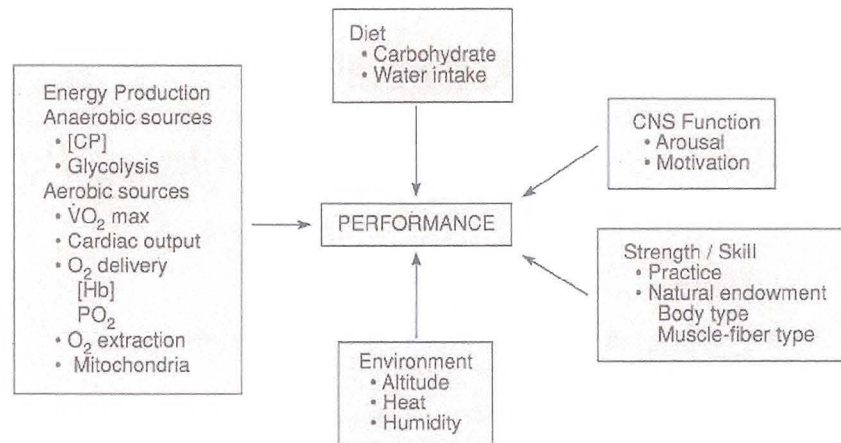 Diet
• Carbohydrate
• Water intake
Energy Production
Anaerobic sources
• [CP]
• Glycolysis
Aerobic sources
• V̇O₂ max
• Cardiac output
• O₂ delivery
[Hb]
PO₂
• O₂ extraction
• Mitochondria
CNS Function
• Arousal
• Motivation
PERFORMANCE
Strength / Skill
• Practice
• Natural endowment
Body type
Muscle-fiber type
Environment
• Altitude
• Heat
• Humidity